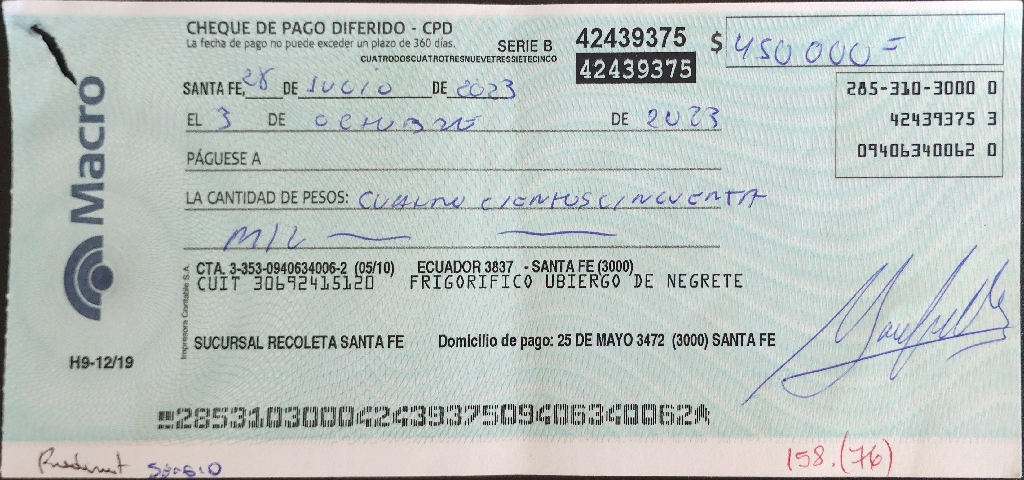 CHEQUE DE PAGO DIFERIDO - CPD
La fecha de pago no puede exceder un plazo de 360 días.
SERIE B 42439375 $ 450 000 =
CUATRODOSCUATROTRESNUEVETRESSIETECINCO
42439375
SANTA FE, 28 DE JULIO DE 2023
285-310-3000 0
EL 3 DE OCTUBRE DE 2023
42439375 3
09406340062 0
PÁGUESE A
LA CANTIDAD DE PESOS: CUATRO CIENTOS CINCUENTA
MIL
Macro
CTA. 3-353-0940634006-2 (05/10) ECUADOR 3837 - SANTA FE (3000)
CUIT 30692415120 FRIGORIFICO UBIERGO DE NEGRETE
Impresora Contable S.A.
SUCURSAL RECOLETA SANTA FE Domicilio de pago: 25 DE MAYO 3472 (3000) SANTA FE
H9-12/19
28531030004243937509406340062
SERGIO
158.(76)